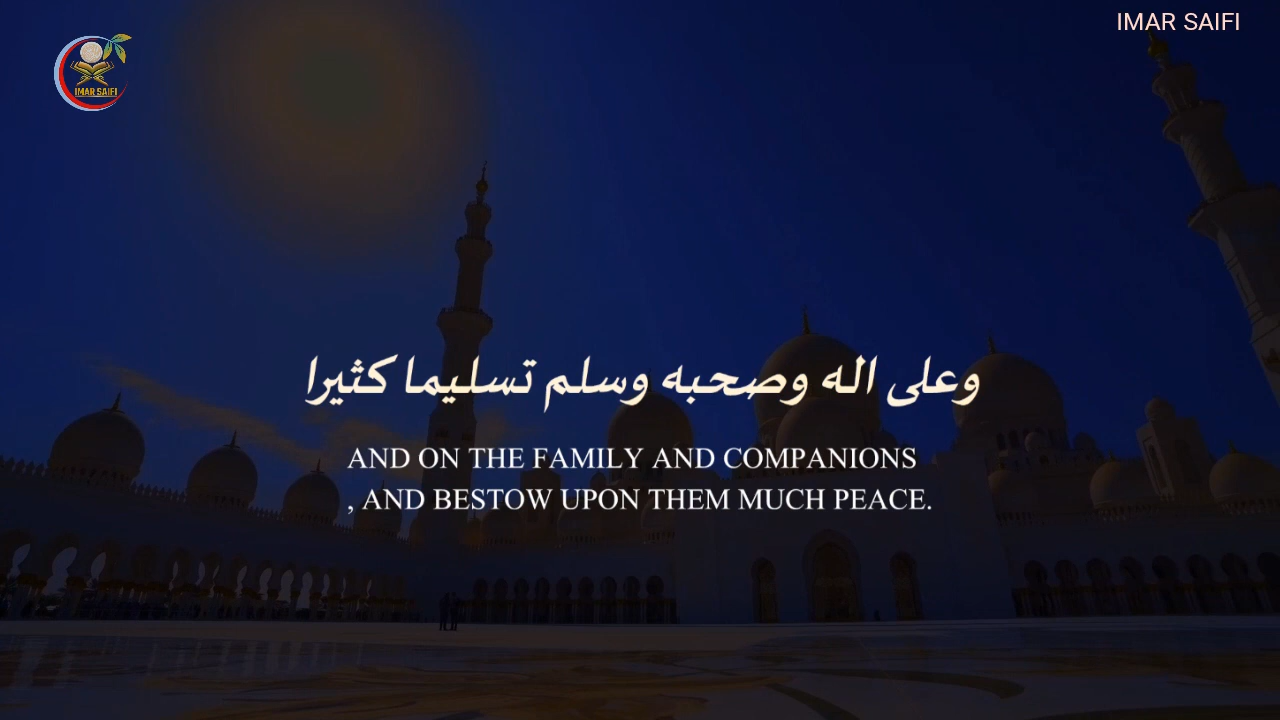 IMAR SAIFI
IMAR SAIFI
وعلى اله وصحبه وسلم تسليما كثيرا
AND ON THE FAMILY AND COMPANIONS
, AND BESTOW UPON THEM MUCH PEACE.